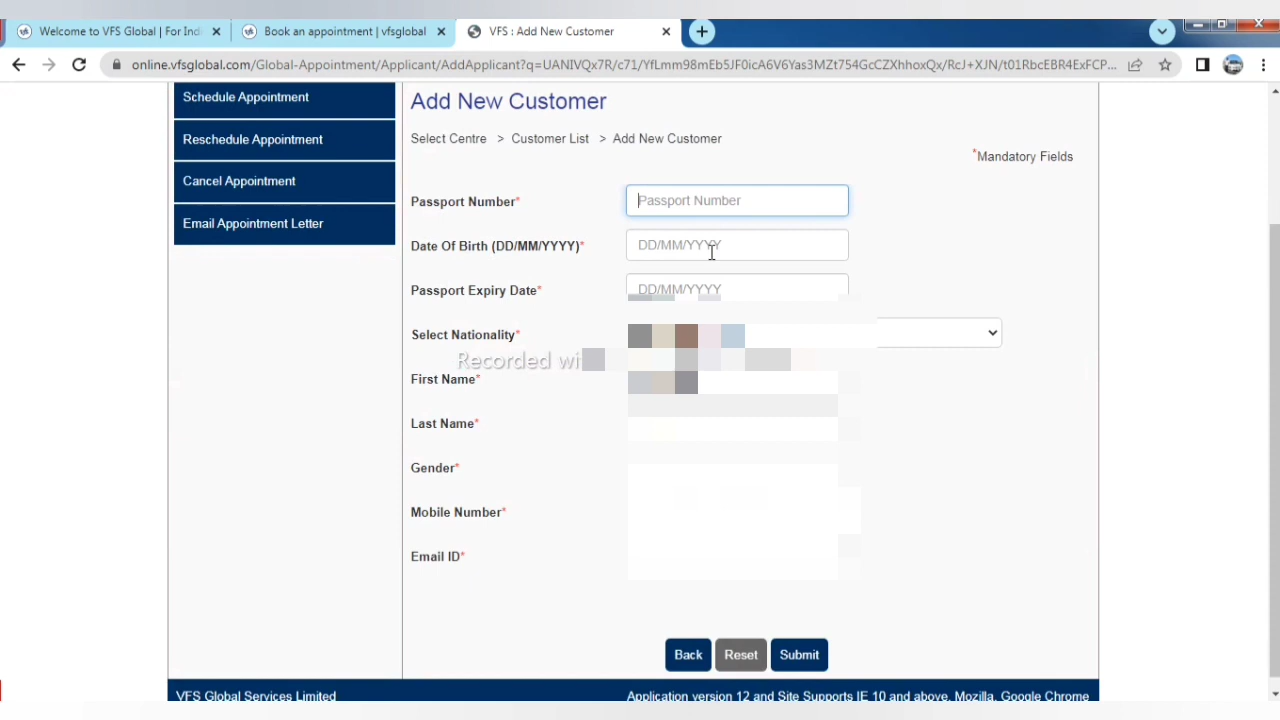 Welcome to VFS Global | For Ind
Book an appointment | vfsglobal
VFS : Add New Customer
online.vfsglobal.com/Global-Appointment/Applicant/AddApplicant?q=UANIVQx7R/c71/YfLmm98mEb5JF0icA6V6Yas3MZt754GcCZXhhoxQx/RcJ+XJN/t01RbcEBR4ExFCP...
Schedule Appointment
Reschedule Appointment
Cancel Appointment
Email Appointment Letter
Add New Customer
Select Centre > Customer List > Add New Customer
*Mandatory Fields
Passport Number* Passport Number
Date Of Birth (DD/MM/YYYY)* DD/MM/YYYY
Passport Expiry Date* DD/MM/YYYY
Select Nationality*
Recorded wi
First Name*
Last Name*
Gender*
Mobile Number*
Email ID*
Back Reset Submit
VFS Global Services Limited
Application version 12 and Site Supports IE 10 and above, Mozilla, Google Chrome